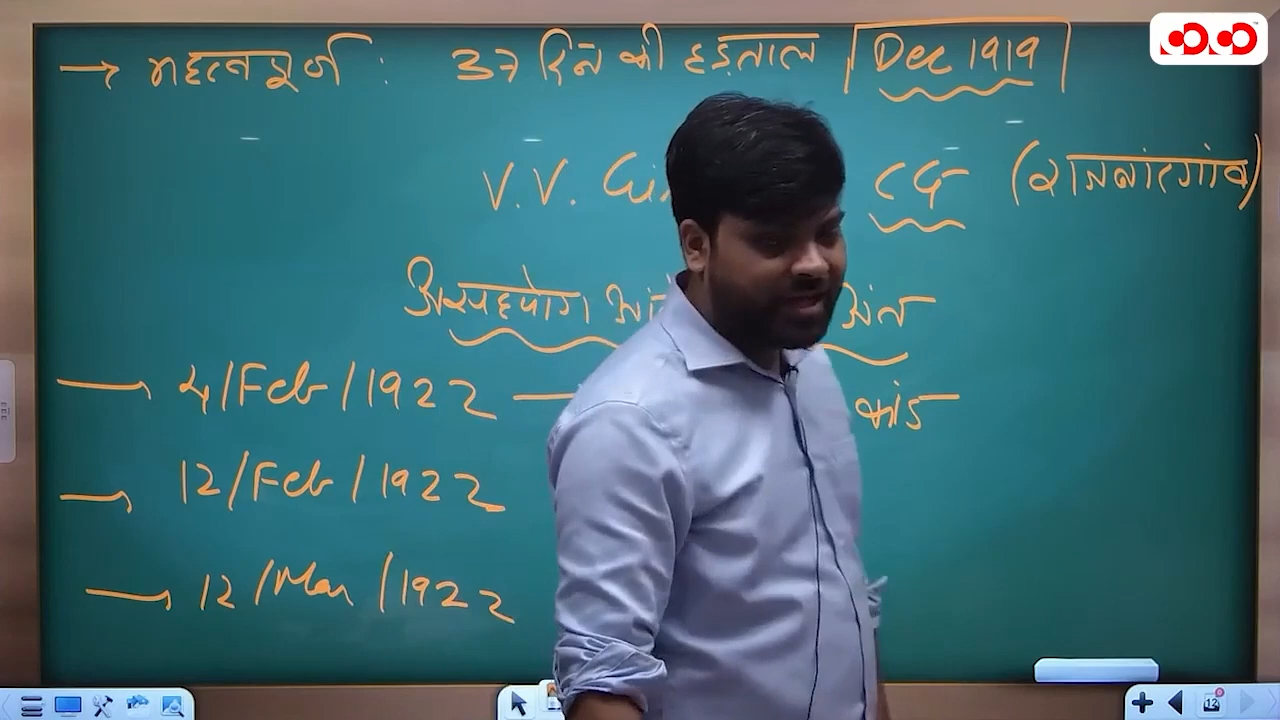 → महत्वपूर्ण : 37 दिन की हड़ताल Dec 1919
V.V. CG (राजनांदगांव)
असहयोग अंत
4/Feb/1922 कांड
12/Feb/1922
12/Mar/1922
12